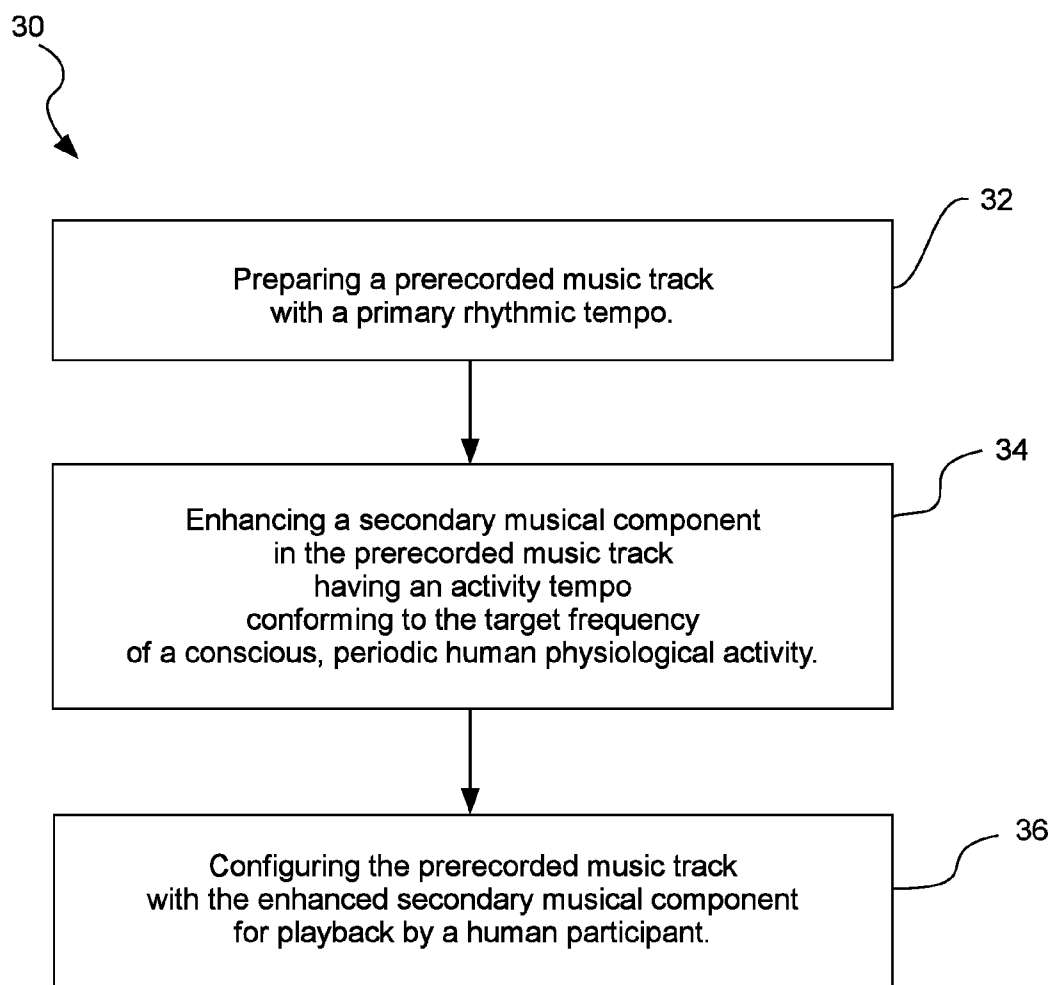 30
32
Preparing a prerecorded music track
with a primary rhythmic tempo.
34
Enhancing a secondary musical component
in the prerecorded music track
having an activity tempo
conforming to the target frequency
of a conscious, periodic human physiological activity.
36
Configuring the prerecorded music track
with the enhanced secondary musical component
for playback by a human participant.